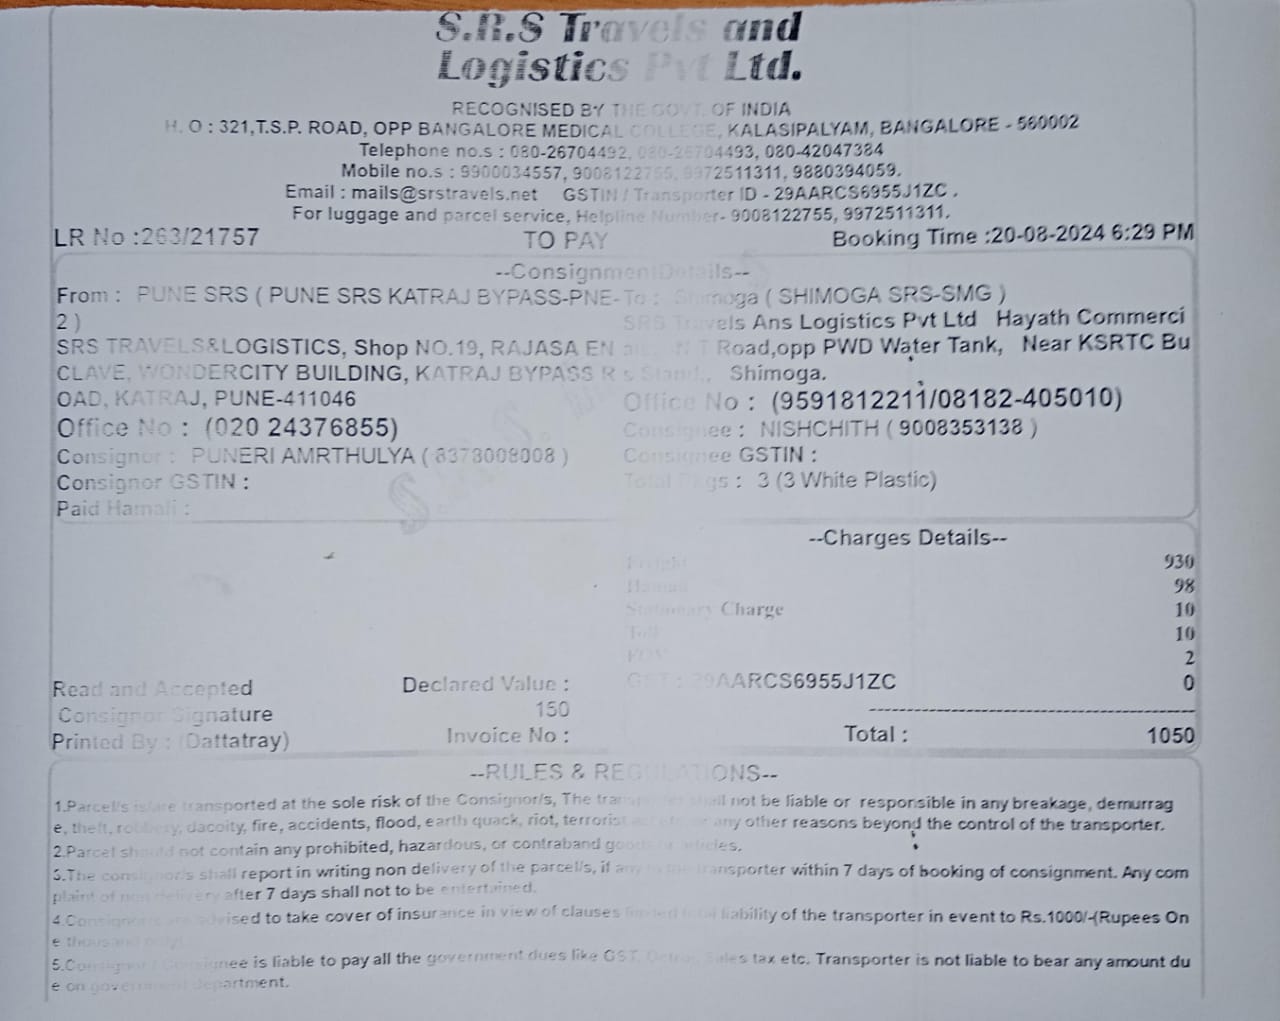 S.R.S Travels and
Logistics Pvt Ltd.
RECOGNISED BY THE GOVT. OF INDIA
H. O : 321,T.S.P. ROAD, OPP BANGALORE MEDICAL COLLEGE, KALASIPALYAM, BANGALORE - 560002
Telephone no.s : 080-26704492, 080-26704493, 080-42047384
Mobile no.s : 9900034557, 9008122755, 9972511311, 9880394059.
Email : mails@srstravels.net GSTIN / Transporter ID - 29AARCS6955J1ZC .
For luggage and parcel service, Helpline Number- 9008122755, 9972511311.
LR No :263/21757 TO PAY Booking Time :20-08-2024 6:29 PM
--Consignment Details--
From : PUNE SRS ( PUNE SRS KATRAJ BYPASS-PNE-
2 )
SRS TRAVELS&LOGISTICS, Shop NO.19, RAJASA EN
CLAVE, WONDERCITY BUILDING, KATRAJ BYPASS R
OAD, KATRAJ, PUNE-411046
Office No : (020 24376855)
Consignor : PUNERI AMRTHULYA ( 8378008008 )
Consignor GSTIN :
Paid Hamali :
To : Shimoga ( SHIMOGA SRS-SMG )
SRS Travels Ans Logistics Pvt Ltd Hayath Commerci
Road,opp PWD Water Tank, Near KSRTC Bu
s Stand., Shimoga.
Office No : (9591812211/08182-405010)
Consignee : NISHCHITH ( 9008353138 )
Consignee GSTIN :
Total Pkgs : 3 (3 White Plastic)
--Charges Details--
Freight 930
Hamali 98
Stationary Charge 10
Toll 10
FOV 2
GST : 29AARCS6955J1ZC 0
Total : 1050
Read and Accepted
Consignor Signature
Printed By : (Dattatray)
Declared Value :
150
Invoice No :
--RULES & REGULATIONS--
1.Parcel/s is/are transported at the sole risk of the Consignor/s, The transporter shall not be liable or responsible in any breakage, demurrag
e, theft, robbery, dacoity, fire, accidents, flood, earth quack, riot, terrorist or any other reasons beyond the control of the transporter.
2.Parcel should not contain any prohibited, hazardous, or contraband goods or articles.
3.The consignor/s shall report in writing non delivery of the parcel/s, if any to the transporter within 7 days of booking of consignment. Any com
plaint of non delivery after 7 days shall not to be entertained.
4.Consignors are advised to take cover of insurance in view of clauses limited total liability of the transporter in event to Rs.1000/-(Rupees On
e thousand only)
5.Consignor / Consignee is liable to pay all the government dues like GST, Octroi, Sales tax etc. Transporter is not liable to bear any amount du
e on government department.